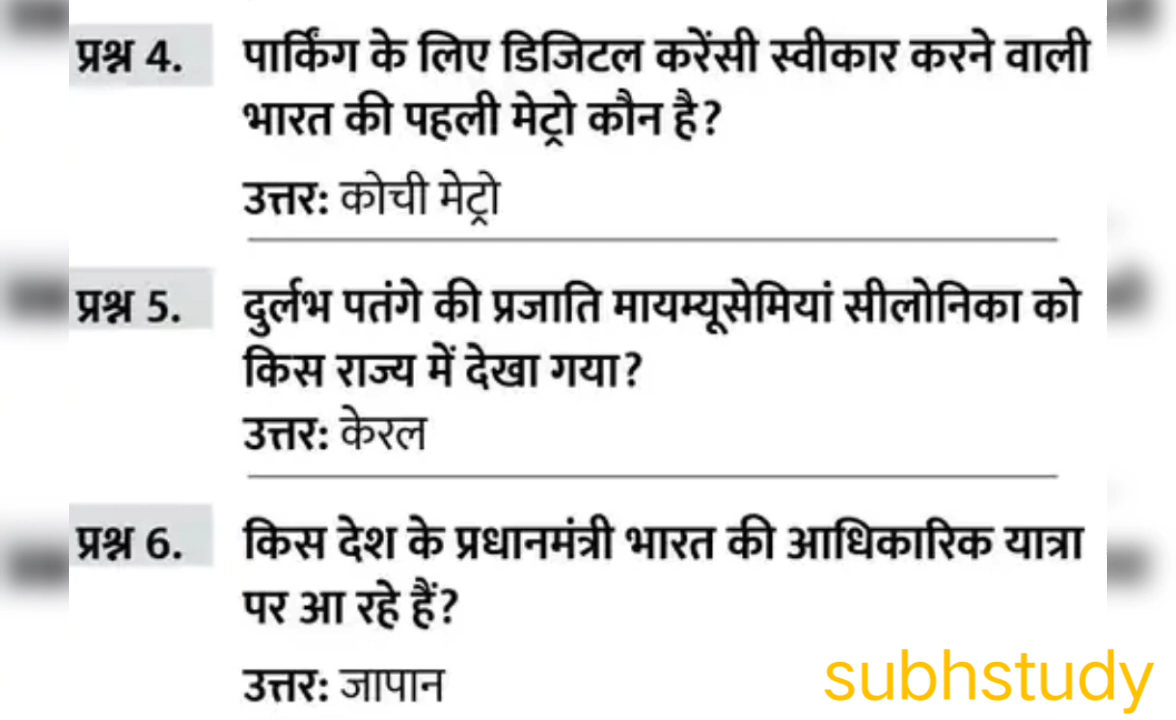 प्रश्न 4. पार्किंग के लिए डिजिटल करेंसी स्वीकार करने वाली
भारत की पहली मेट्रो कौन है?
उत्तर: कोची मेट्रो
प्रश्न 5. दुर्लभ पतंगे की प्रजाति मायम्यूसेमियां सीलोनिका को
किस राज्य में देखा गया?
उत्तर: केरल
प्रश्न 6. किस देश के प्रधानमंत्री भारत की आधिकारिक यात्रा
पर आ रहे हैं?
उत्तर: जापान
subhstudy